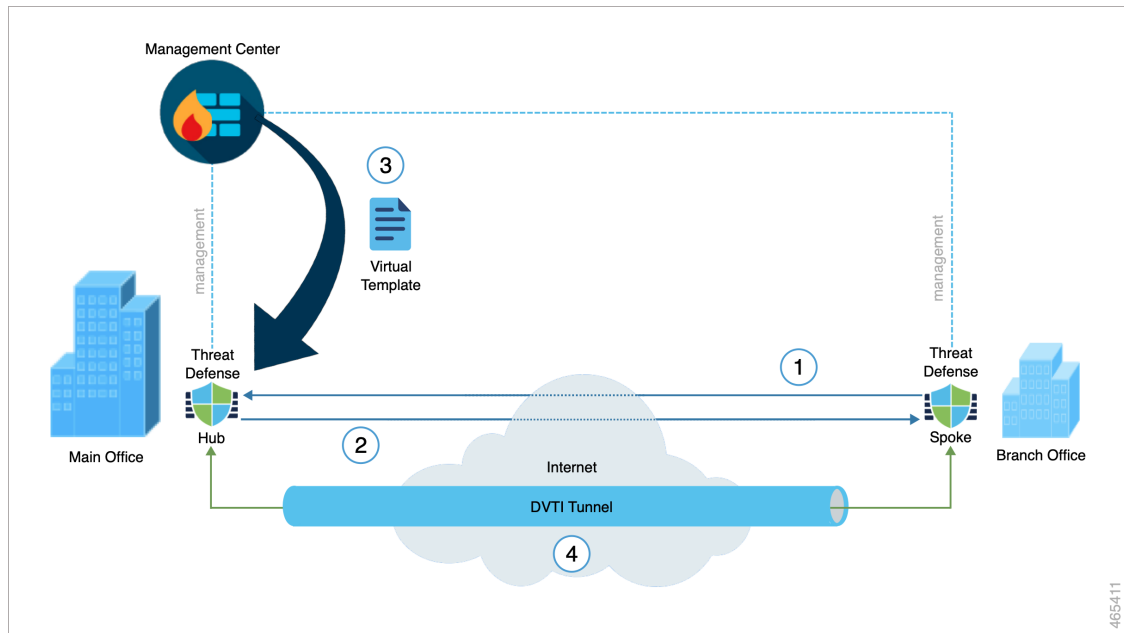 Management Center
3
Virtual
Template
management
management
Threat
Defense
Hub
Main Office
1
Threat
Defense
Spoke
Branch Office
2
Internet
DVTI Tunnel
4
465411